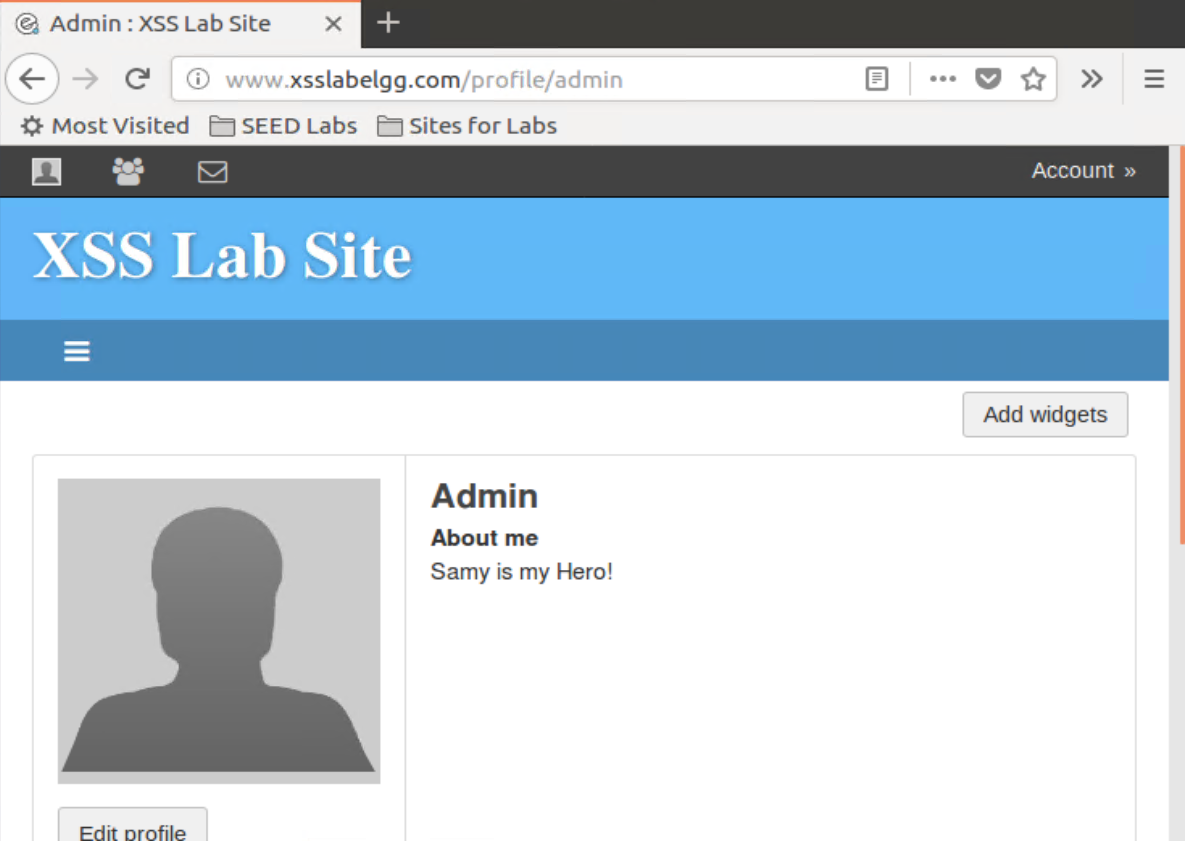 Admin : XSS Lab Site
www.xsslabelgg.com/profile/admin
Most Visited SEED Labs Sites for Labs
Account »
XSS Lab Site
Add widgets
Admin
About me
Samy is my Hero!
Edit profile